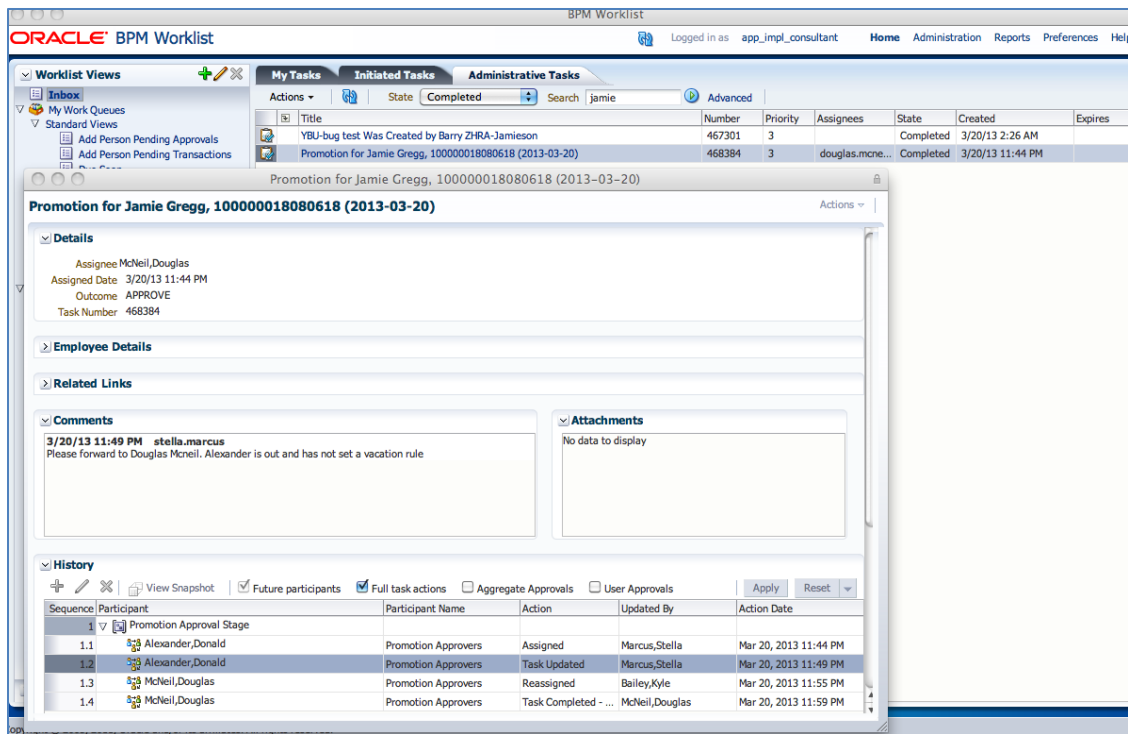 BPM Worklist
ORACLE BPM Worklist
Logged in as app_impl_consultant Home Administration Reports Preferences Help
Worklist Views
Inbox
My Work Queues
Standard Views
Add Person Pending Approvals
Add Person Pending Transactions
My Tasks Initiated Tasks Administrative Tasks
Actions State Completed Search jamie Advanced
Title Number Priority Assignees State Created Expires
YBU-bug test Was Created by Barry ZHRA-Jamieson 467301 3 Completed 3/20/13 2:26 AM
Promotion for Jamie Gregg, 100000018080618 (2013-03-20) 468384 3 douglas.mcne... Completed 3/20/13 11:44 PM
Promotion for Jamie Gregg, 100000018080618 (2013-03-20)
Promotion for Jamie Gregg, 100000018080618 (2013-03-20) Actions
Details
Assignee McNeil,Douglas
Assigned Date 3/20/13 11:44 PM
Outcome APPROVE
Task Number 468384
Employee Details
Related Links
Comments
3/20/13 11:49 PM stella.marcus
Please forward to Douglas Mcneil. Alexander is out and has not set a vacation rule
Attachments
No data to display
History
View Snapshot Future participants Full task actions Aggregate Approvals User Approvals Apply Reset
Sequence Participant Participant Name Action Updated By Action Date
1 Promotion Approval Stage
1.1 Alexander,Donald Promotion Approvers Assigned Marcus,Stella Mar 20, 2013 11:44 PM
1.2 Alexander,Donald Promotion Approvers Task Updated Marcus,Stella Mar 20, 2013 11:49 PM
1.3 McNeil,Douglas Promotion Approvers Reassigned Bailey,Kyle Mar 20, 2013 11:55 PM
1.4 McNeil,Douglas Promotion Approvers Task Completed - ... McNeil,Douglas Mar 20, 2013 11:59 PM